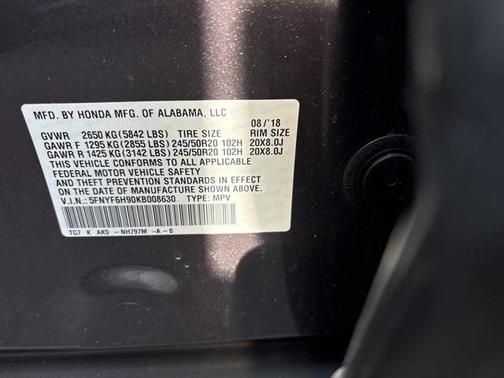 MFD. BY HONDA MFG. OF ALABAMA, LLC
08/'18
GVWR 2650 KG(5842 LBS) TIRE SIZE RIM SIZE
GAWR F 1295 KG(2855 LBS)245/50R20 102H 20X8.0J
GAWR R 1425 KG(3142 LBS)245/50R20 102H 20X8.0J
THIS VEHICLE CONFORMS TO ALL APPLICABLE
FEDERAL MOTOR VEHICLE SAFETY
AND THEFT PREVENTION STANDARDS IN EFFECT
ON THE DATE OF MANUFACTURE SHOWN ABOVE.
V.I.N.: 5FNYF6H90KB008630 TYPE: MPV
TG7 K AK9 -NH797M -A-B